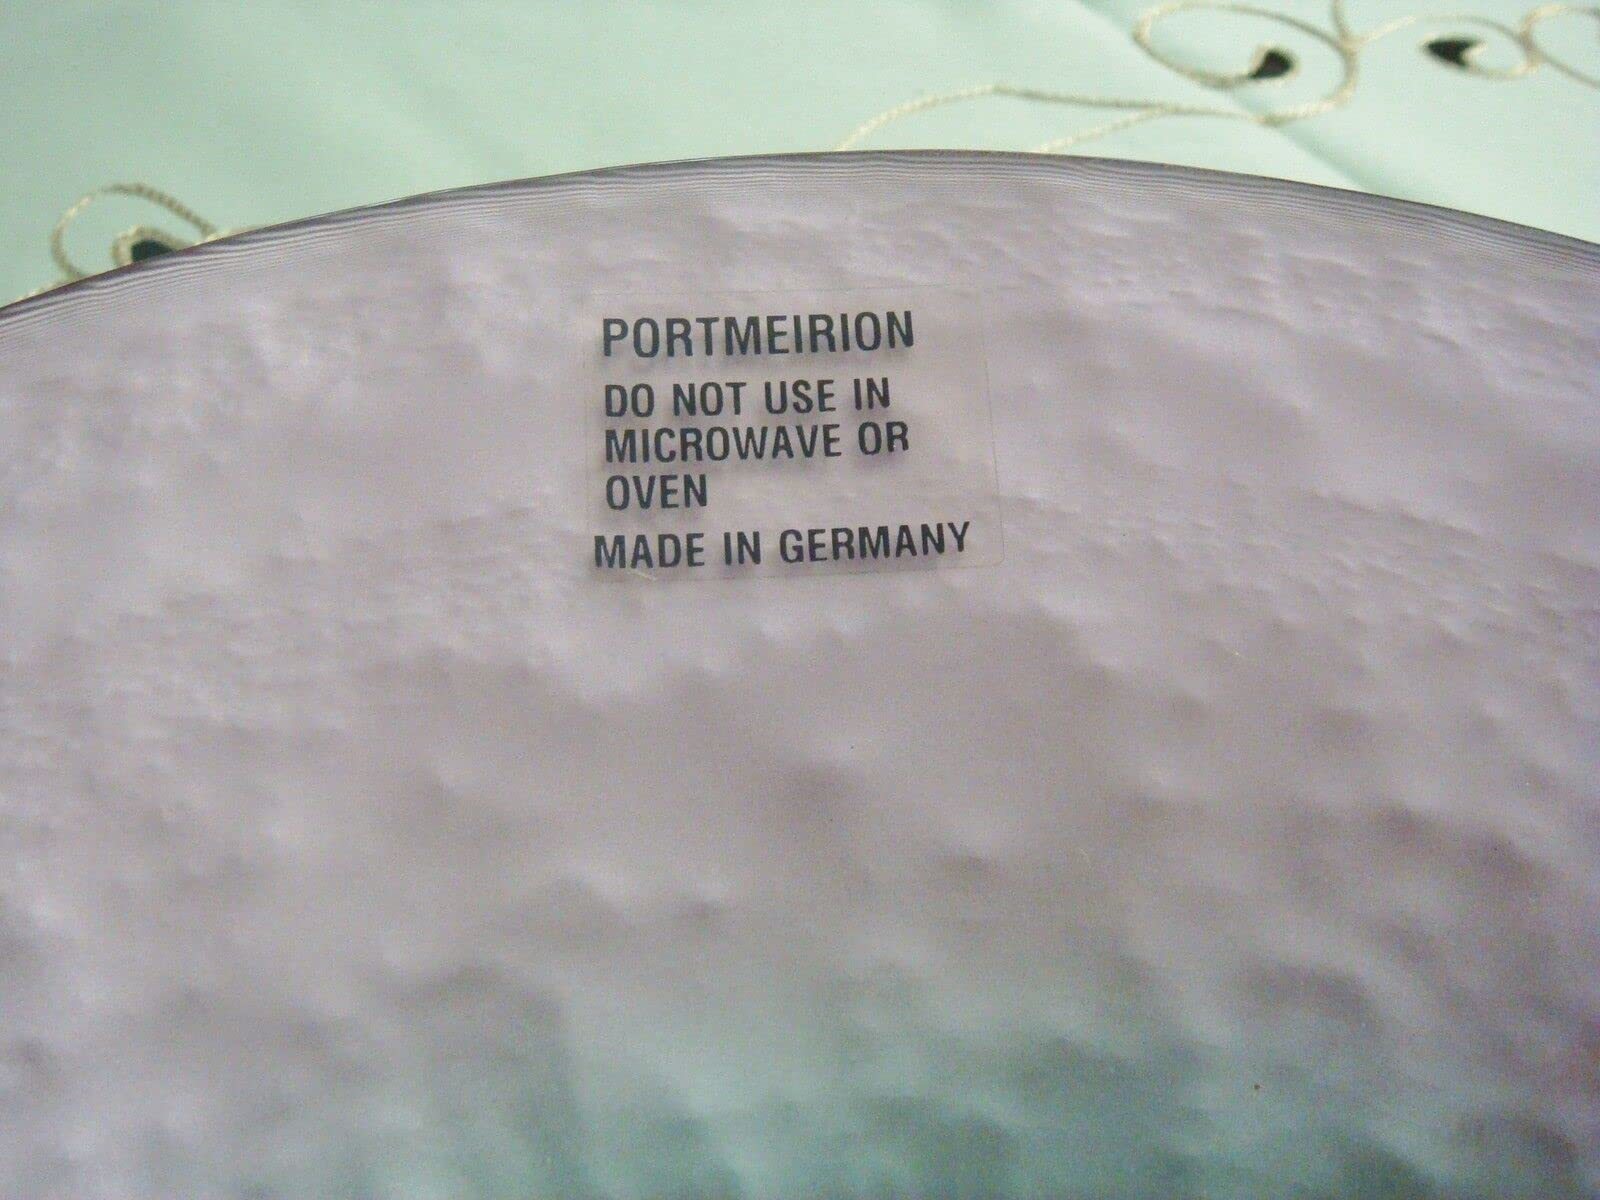 PORTMEIRION
DO NOT USE IN
MICROWAVE OR
OVEN
MADE IN GERMANY